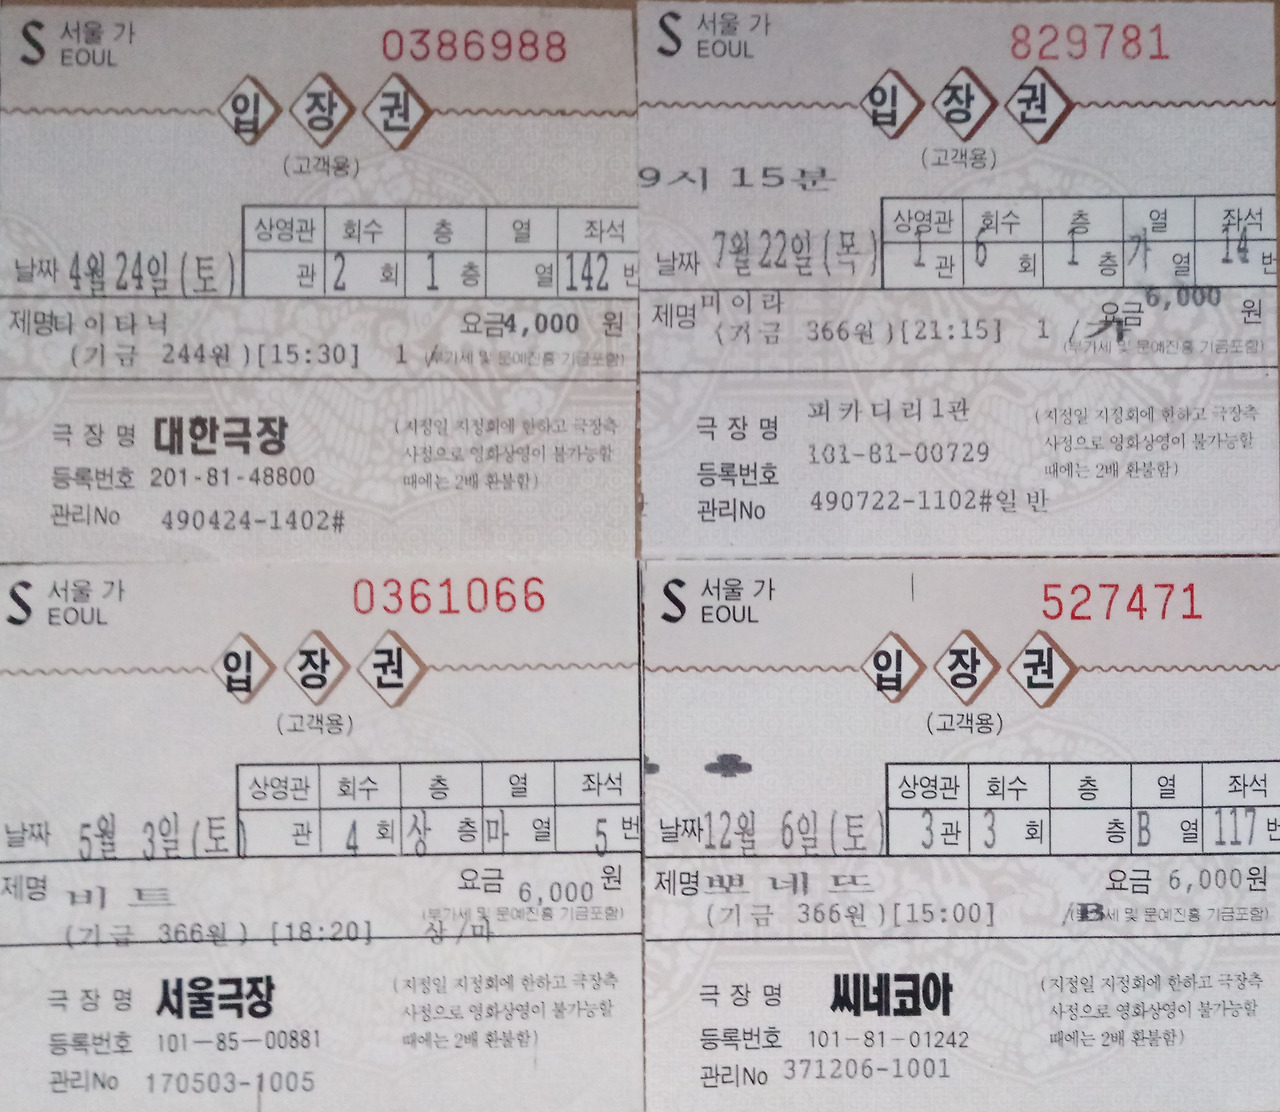 S 서울 가
EOUL
0386988
입 장 권
(고객용)
상영관 회수 층 열 좌석
날짜 4월 24일 (토) 관 2 회 1 층 열 142 번
제명 타이타닉 요금 4,000 원
(기금 244원)[15:30] 1 / (부가세 및 문예진흥 기금포함)
극장명 대한극장
등록번호 201-81-48800
관리No 490424-1402#
(지정일 지정회에 한하고 극장측
사정으로 영화상영이 불가능할
때에는 2배 환불함)
S 서울 가
EOUL
829781
입 장 권
(고객용)
9시 15분
상영관 회수 층 열 좌석
날짜 7월 22일 (목) 1 관 6 회 1 층 가 열 14 번
제명 미이라 요금 6,000 원
(기금 366원)[21:15] 1 / 가 (부가세 및 문예진흥 기금포함)
극장명 피카디리1관
등록번호 101-81-00729
관리No 490722-1102#일반
(지정일 지정회에 한하고 극장측
사정으로 영화상영이 불가능할
때에는 2배 환불함)
S 서울 가
EOUL
0361066
입 장 권
(고객용)
상영관 회수 층 열 좌석
날짜 5월 3일 (토) 관 4 회 상 층 마 열 5 번
제명 비트 요금 6,000 원
(부가세 및 문예진흥 기금포함)
(기금 366원) [18:20] 상 /마
극장명 서울극장
등록번호 101-85-00881
관리No 170503-1005
(지정일 지정회에 한하고 극장측
사정으로 영화상영이 불가능할
때에는 2배 환불함)
S 서울 가
EOUL
527471
입 장 권
(고객용)
상영관 회수 층 열 좌석
날짜 12월 6일 (토) 3 관 3 회 층 B 열 117 번
제명 뽀네뜨 요금 6,000원
(기금 366원)[15:00] /B (부가세 및 문예진흥 기금포함)
극장명 씨네코아
등록번호 101-81-01242
관리No 371206-1001
(지정일 지정회에 한하고 극장측
사정으로 영화상영이 불가능할
때에는 2배 환불함)